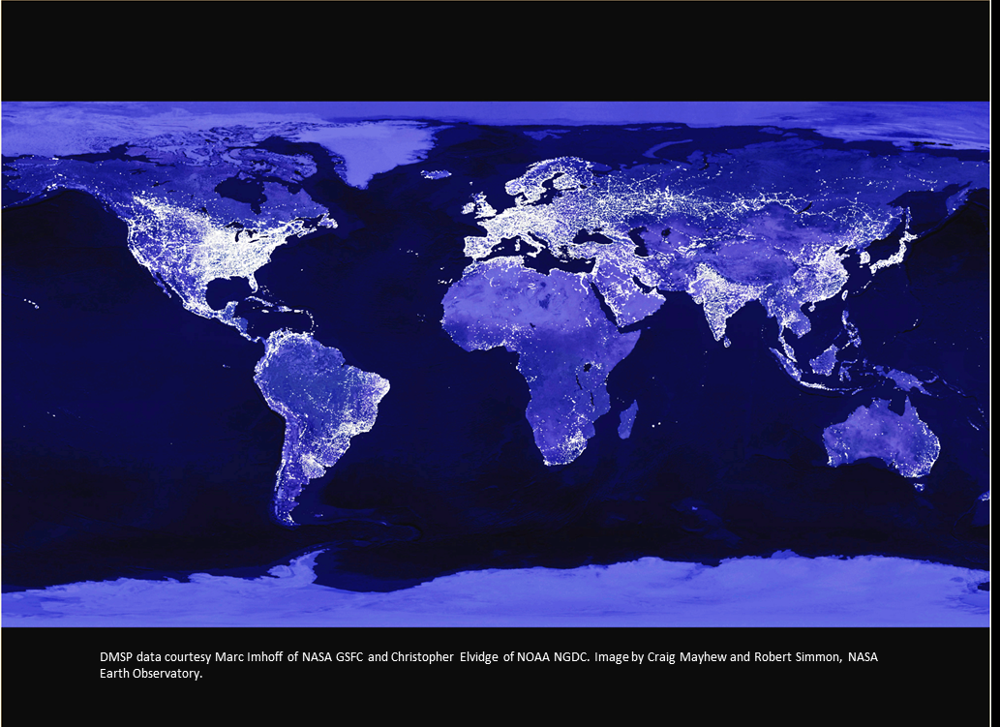 DMSP data courtesy Marc Imhoff of NASA GSFC and Christopher Elvidge of NOAA NGDC. Image by Craig Mayhew and Robert Simmon, NASA
Earth Observatory.